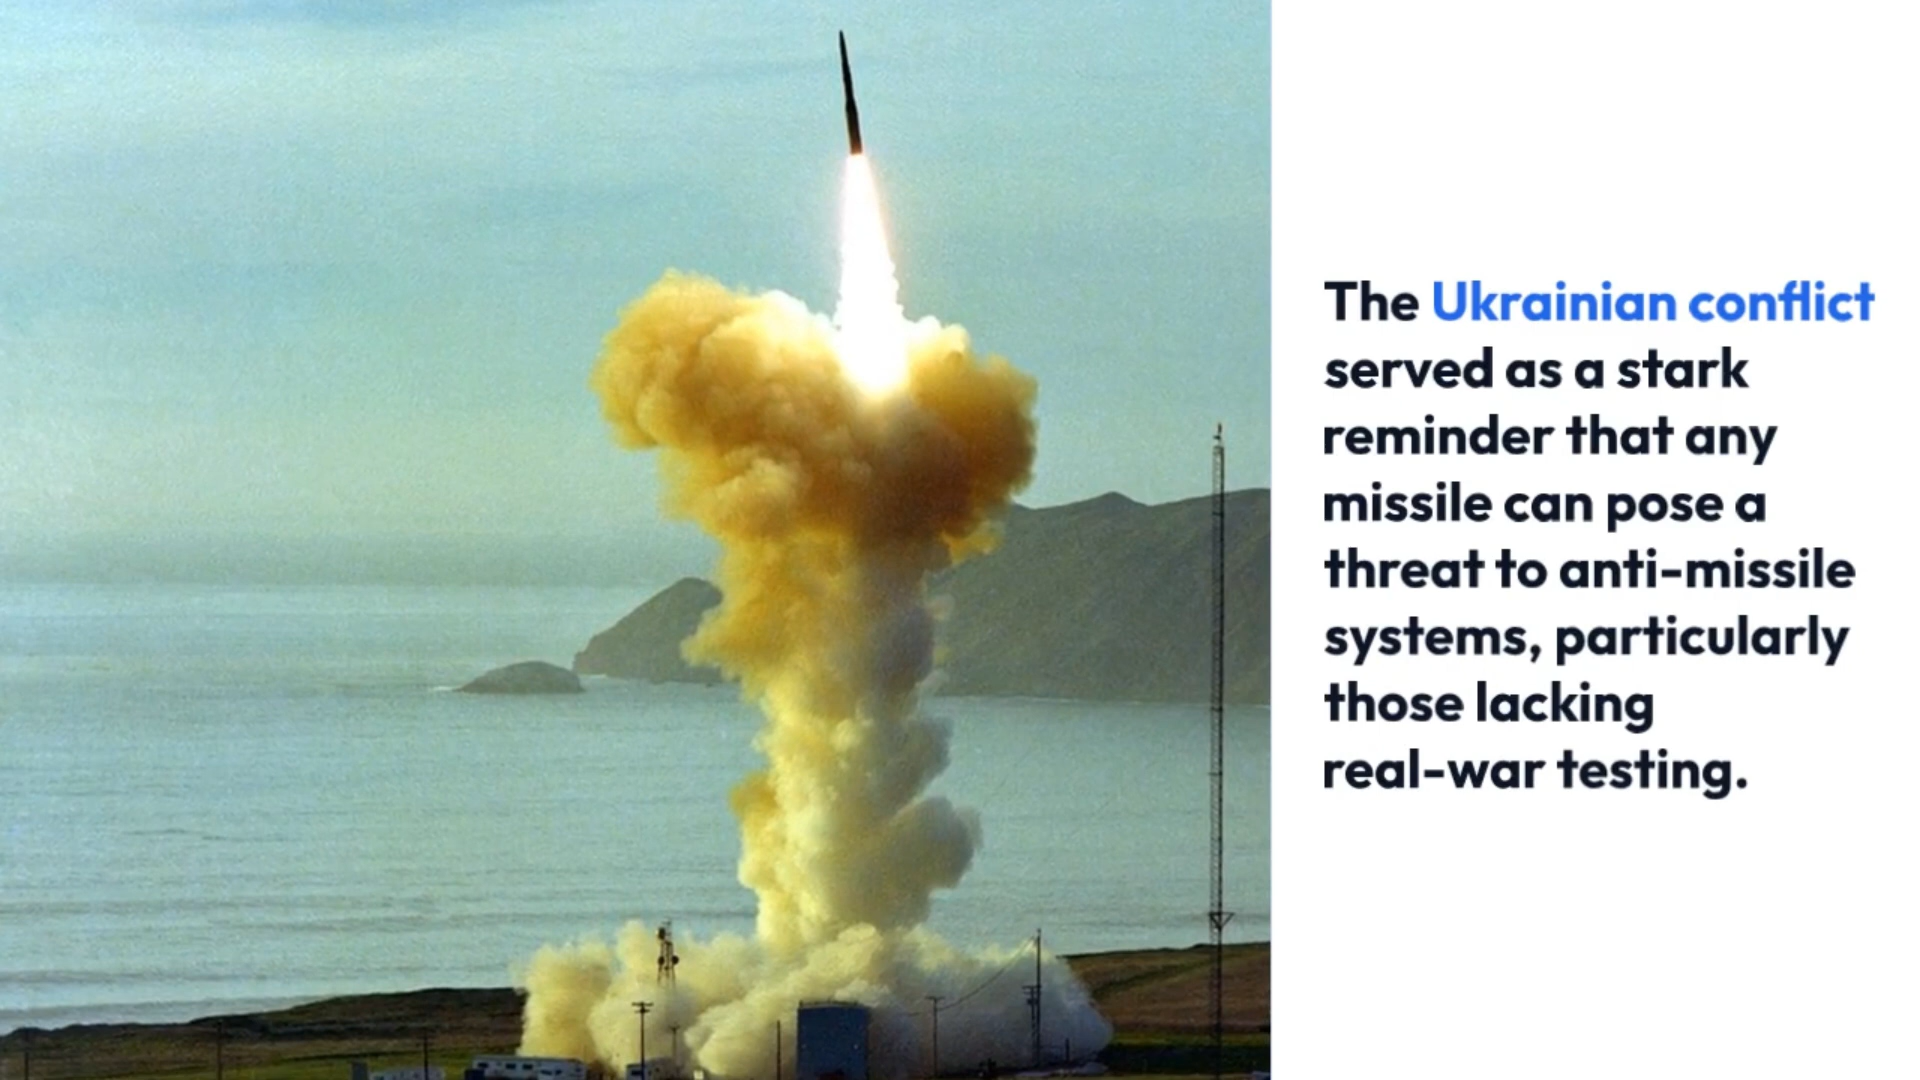 The Ukrainian conflict
served as a stark
reminder that any
missile can pose a
threat to anti-missile
systems, particularly
those lacking
real-war testing.